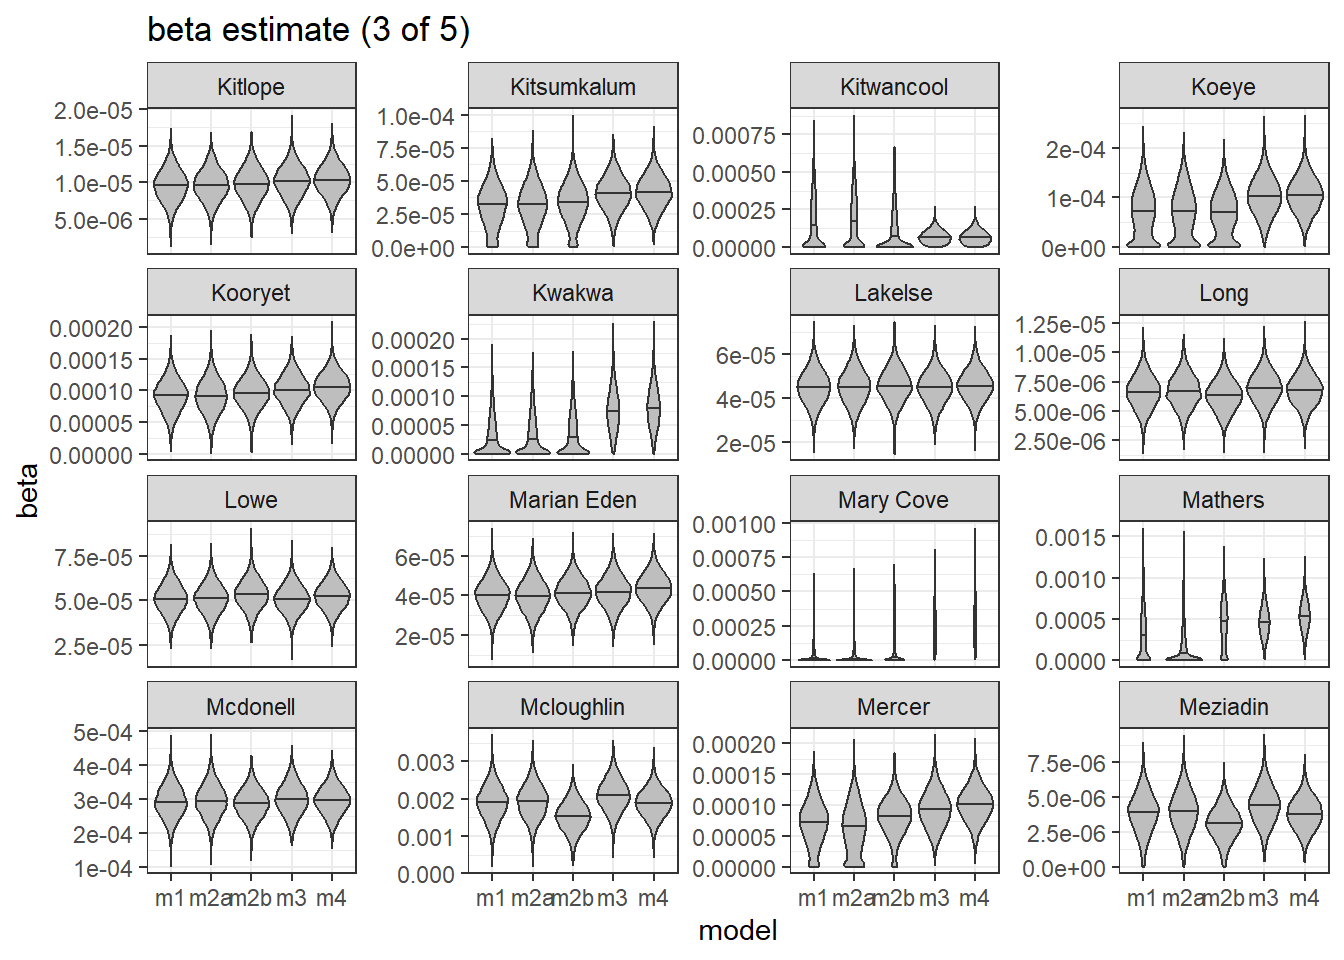 beta estimate (3 of 5)
Kitlope Kitsumkalum Kitwancool Koeye
2.0e-05
1.5e-05
1.0e-05
5.0e-06
1.0e-04
7.5e-05
5.0e-05
2.5e-05
0.0e+00
0.00075
0.00050
0.00025
0.00000
2e-04
1e-04
0e+00
Kooryet Kwakwa Lakelse Long
0.00020
0.00015
0.00010
0.00005
0.00000
0.00020
0.00015
0.00010
0.00005
0.00000
6e-05
4e-05
2e-05
1.25e-05
1.00e-05
7.50e-06
5.00e-06
2.50e-06
Lowe Marian Eden Mary Cove Mathers
7.5e-05
5.0e-05
2.5e-05
6e-05
4e-05
2e-05
0.00100
0.00075
0.00050
0.00025
0.00000
0.0015
0.0010
0.0005
0.0000
Mcdonell Mcloughlin Mercer Meziadin
5e-04
4e-04
3e-04
2e-04
1e-04
0.003
0.002
0.001
0.000
0.00020
0.00015
0.00010
0.00005
0.00000
7.5e-06
5.0e-06
2.5e-06
0.0e+00
m1 m2a m2b m3 m4 m1 m2a m2b m3 m4 m1 m2a m2b m3 m4 m1 m2a m2b m3 m4
model
beta